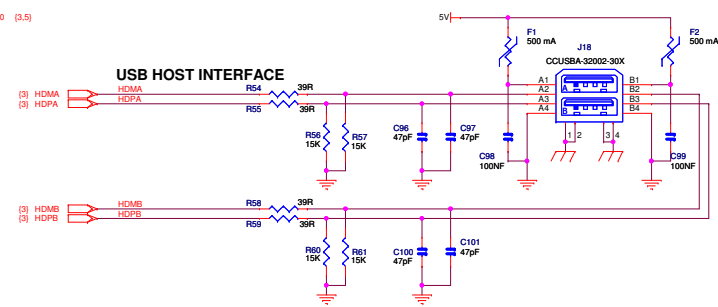 0 {3,5}
5V
F1
500 mA
F2
500 mA
J18
CCUSBA-32002-30X
USB HOST INTERFACE
A1
A2
A3
A4
A
B
B1
B2
B3
B4
1 2
3 4
{3} HDMA HDMA R54 39R
{3} HDPA HDPA R55 39R
R56
15K
R57
15K
C96
47pF
C97
47pF
C98
100NF
C99
100NF
{3} HDMB HDMB R58 39R
{3} HDPB HDPB R59 39R
R60
15K
R61
15K
C100
47pF
C101
47pF